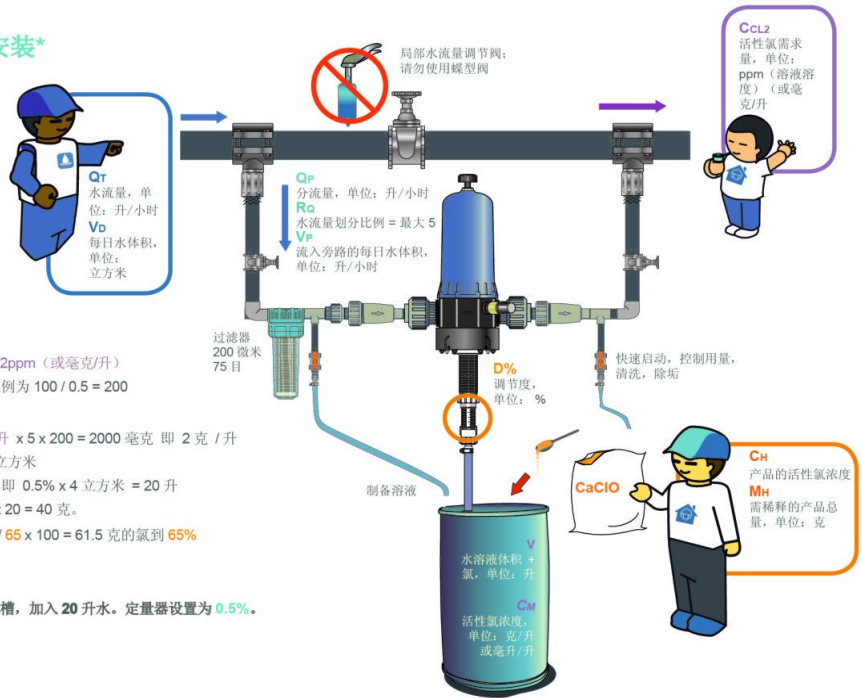 安装*
局部水流量调节阀;
请勿使用蝶型阀
CCL2
活性氯需求
量,单位:
ppm(溶液溶
度)(或毫
克/升
QT
水流量,单
位:升/小时
VD
每日水体积,
单位:
立方米
QP
分流量,单位:升/小时
RQ
水流量划分比例 = 最大 5
VP
流入旁路的每日水体积,
单位:升/小时
过滤器
200 微米
75 目
D%
调节度,
单位: %
快速启动,控制用量,
清洗,除垢
2ppm(或毫克/升)
例为 100 / 0.5 = 200
升 x 5 x 200 = 2000 毫克 即 2 克 / 升
立方米
即 0.5% x 4 立方米 = 20 升
x 20 = 40 克。
/ 65 x 100 = 61.5 克的氯到 65%
槽,加入 20 升水。定量器设置为 0.5%。
制备溶液
CaClO
CH
产品的活性氯浓度
MH
需稀释的产品总
量,单位:克
V
水溶液体积 +
氯,单位:升
CM
活性氯浓度,
单位:克/升
或毫升/升